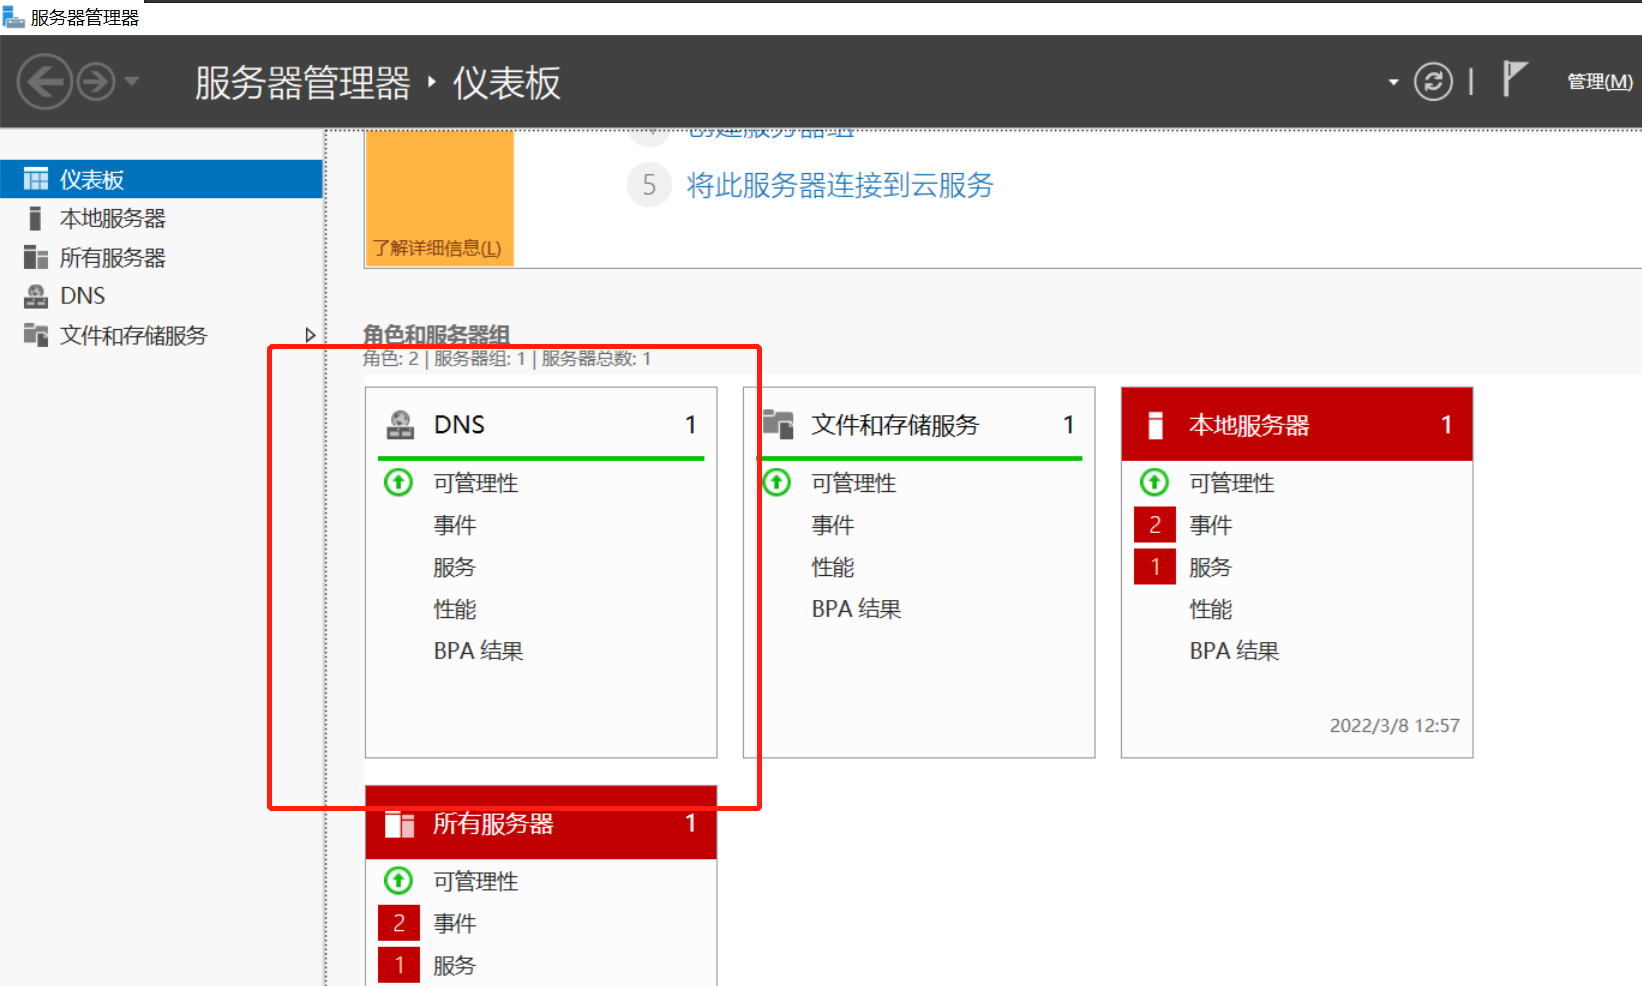 服务器管理器
服务器管理器 ‣ 仪表板
管理(M)
仪表板
本地服务器
所有服务器
DNS
文件和存储服务
创建服务器组
5 将此服务器连接到云服务
了解详细信息(L)
角色和服务器组
角色: 2 | 服务器组: 1 | 服务器总数: 1
DNS 1
可管理性
事件
服务
性能
BPA 结果
文件和存储服务 1
可管理性
事件
性能
BPA 结果
本地服务器 1
可管理性
2 事件
1 服务
性能
BPA 结果
2022/3/8 12:57
所有服务器 1
可管理性
2 事件
1 服务